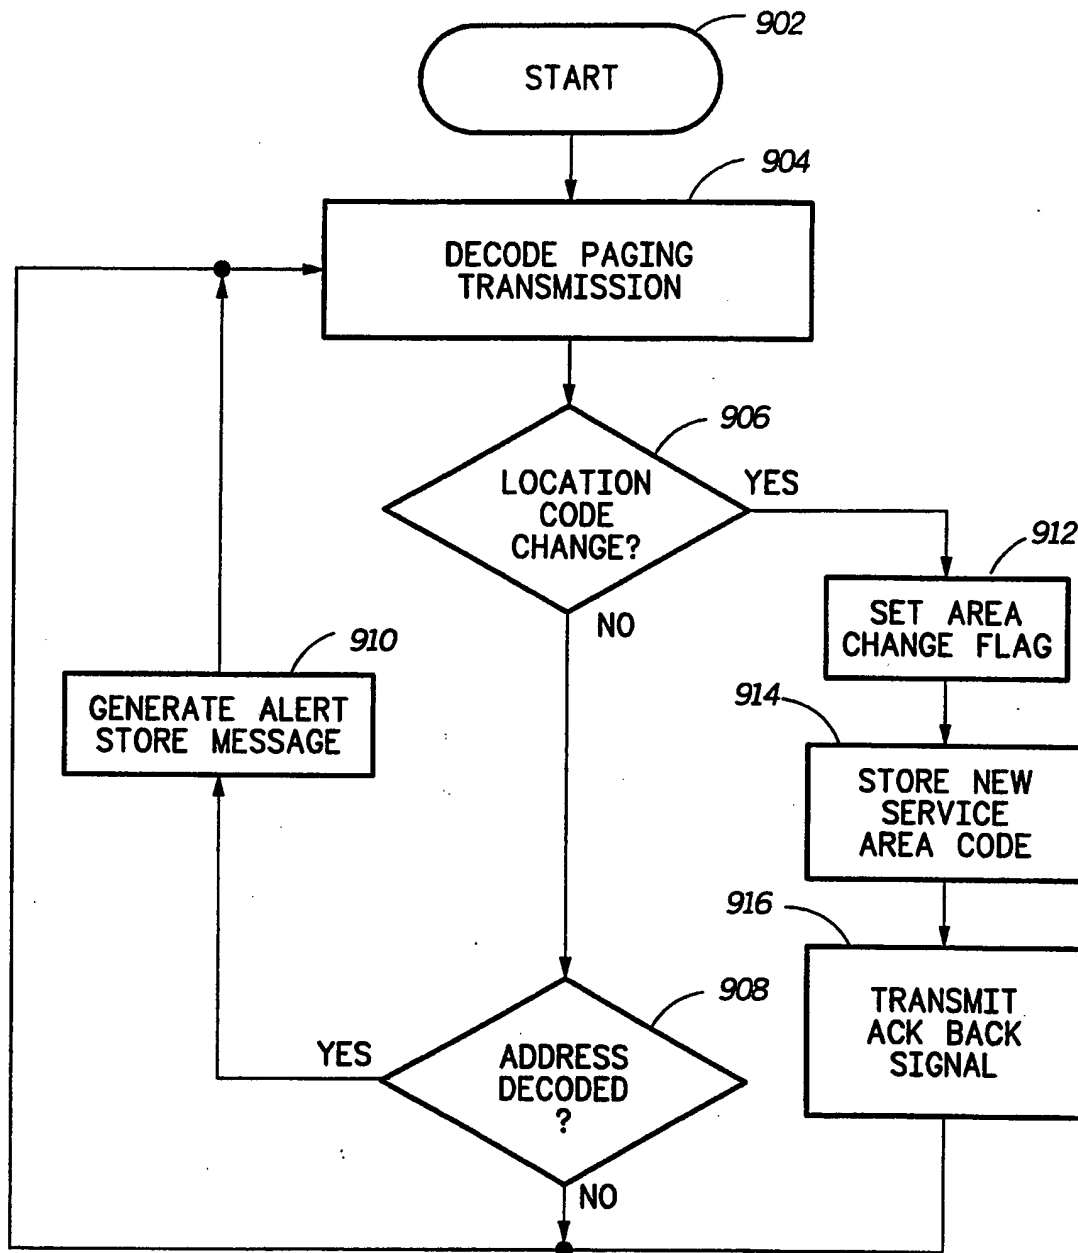 902
START
904
DECODE PAGING
TRANSMISSION
906
LOCATION
CODE
CHANGE?
YES
NO
912
SET AREA
CHANGE FLAG
910
GENERATE ALERT
STORE MESSAGE
914
STORE NEW
SERVICE
AREA CODE
916
TRANSMIT
ACK BACK
SIGNAL
908
YES
ADDRESS
DECODED
?
NO